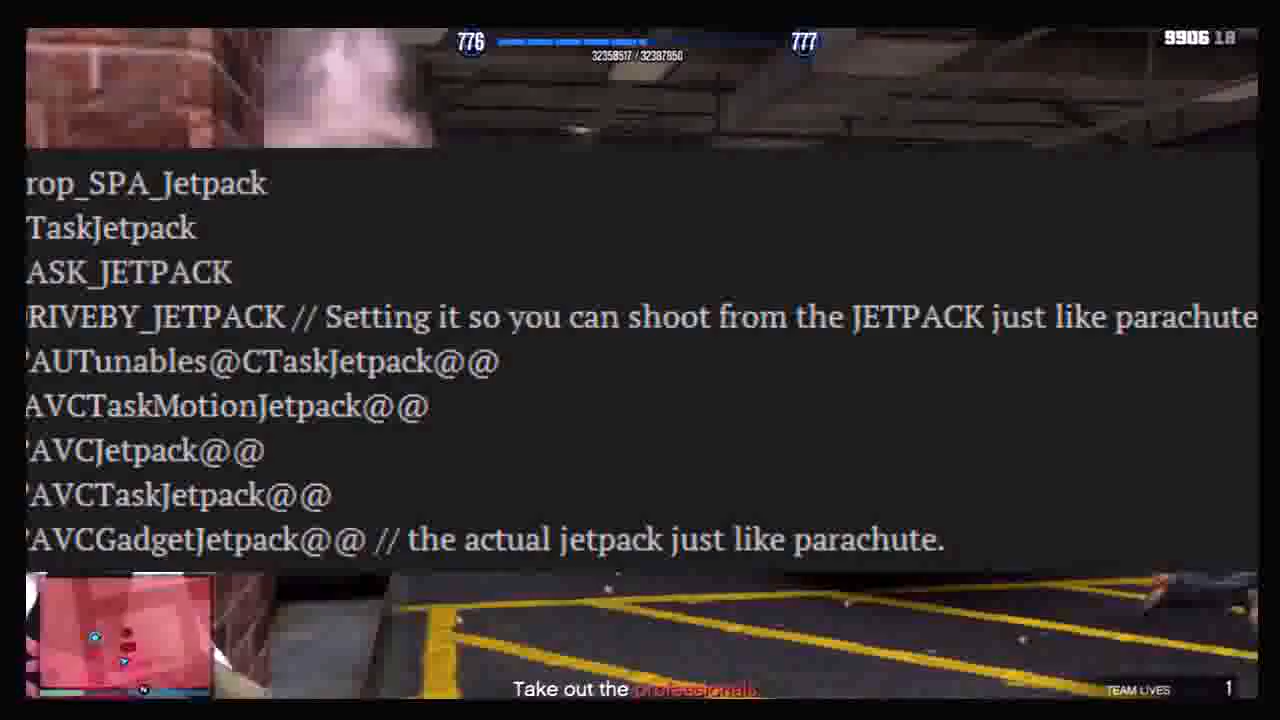 776
777
32358517 / 32387850
9906 18
rop_SPA_Jetpack
TaskJetpack
ASK_JETPACK
RIVEBY_JETPACK // Setting it so you can shoot from the JETPACK just like parachute
'AUTunables@CTaskJetpack@@
AVCTaskMotionJetpack@@
'AVCJetpack@@
'AVCTaskJetpack@@
'AVCGadgetJetpack@@ // the actual jetpack just like parachute.
N
Take out the professionals.
TEAM LIVES 1